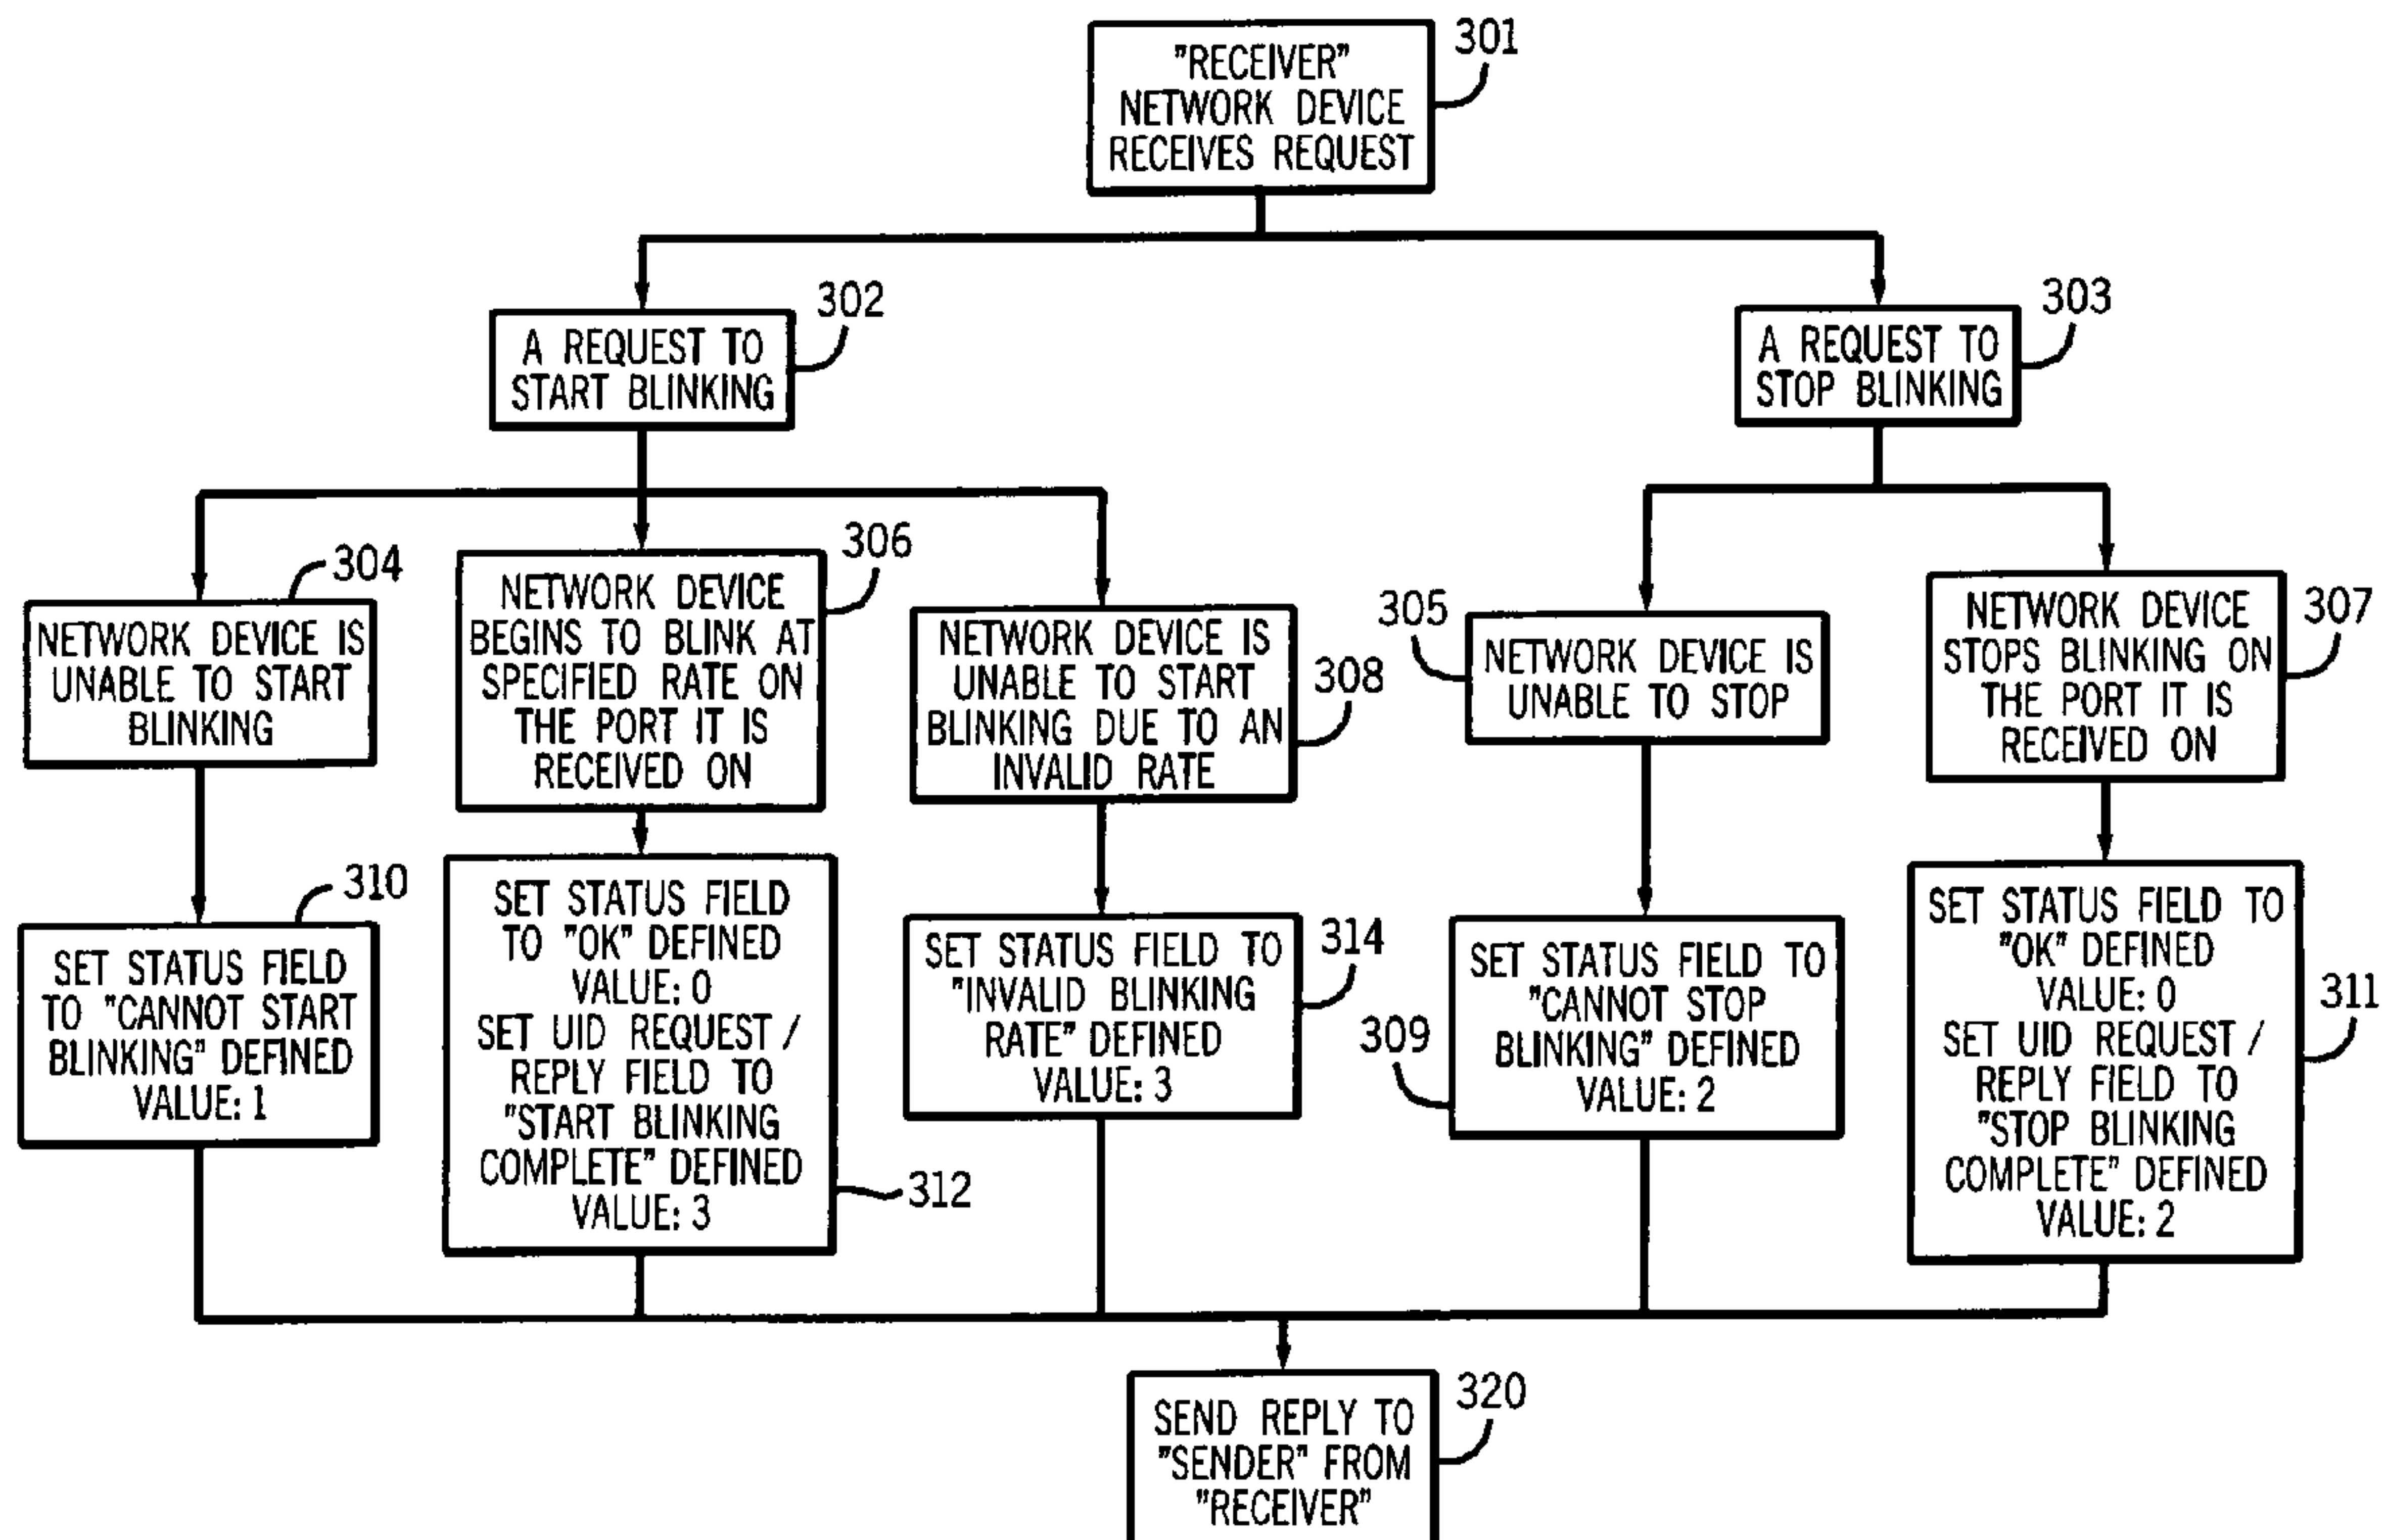 "RECEIVER"
NETWORK DEVICE
RECEIVES REQUEST
301
A REQUEST TO
START BLINKING
302
A REQUEST TO
STOP BLINKING
303
NETWORK DEVICE IS
UNABLE TO START
BLINKING
304
NETWORK DEVICE
BEGINS TO BLINK AT
SPECIFIED RATE ON
THE PORT IT IS
RECEIVED ON
306
NETWORK DEVICE IS
UNABLE TO START
BLINKING DUE TO AN
INVALID RATE
308
305
NETWORK DEVICE IS
UNABLE TO STOP
NETWORK DEVICE
STOPS BLINKING ON
THE PORT IT IS
RECEIVED ON
307
310
SET STATUS FIELD
TO "CANNOT START
BLINKING" DEFINED
VALUE: 1
SET STATUS FIELD
TO "OK" DEFINED
VALUE: 0
SET UID REQUEST /
REPLY FIELD TO
"START BLINKING
COMPLETE" DEFINED
VALUE: 3
312
SET STATUS FIELD TO
"INVALID BLINKING
RATE" DEFINED
VALUE: 3
314
309
SET STATUS FIELD TO
"CANNOT STOP
BLINKING" DEFINED
VALUE: 2
SET STATUS FIELD TO
"OK" DEFINED
VALUE: 0
SET UID REQUEST /
REPLY FIELD TO
"STOP BLINKING
COMPLETE" DEFINED
VALUE: 2
311
SEND REPLY TO
"SENDER" FROM
"RECEIVER"
320